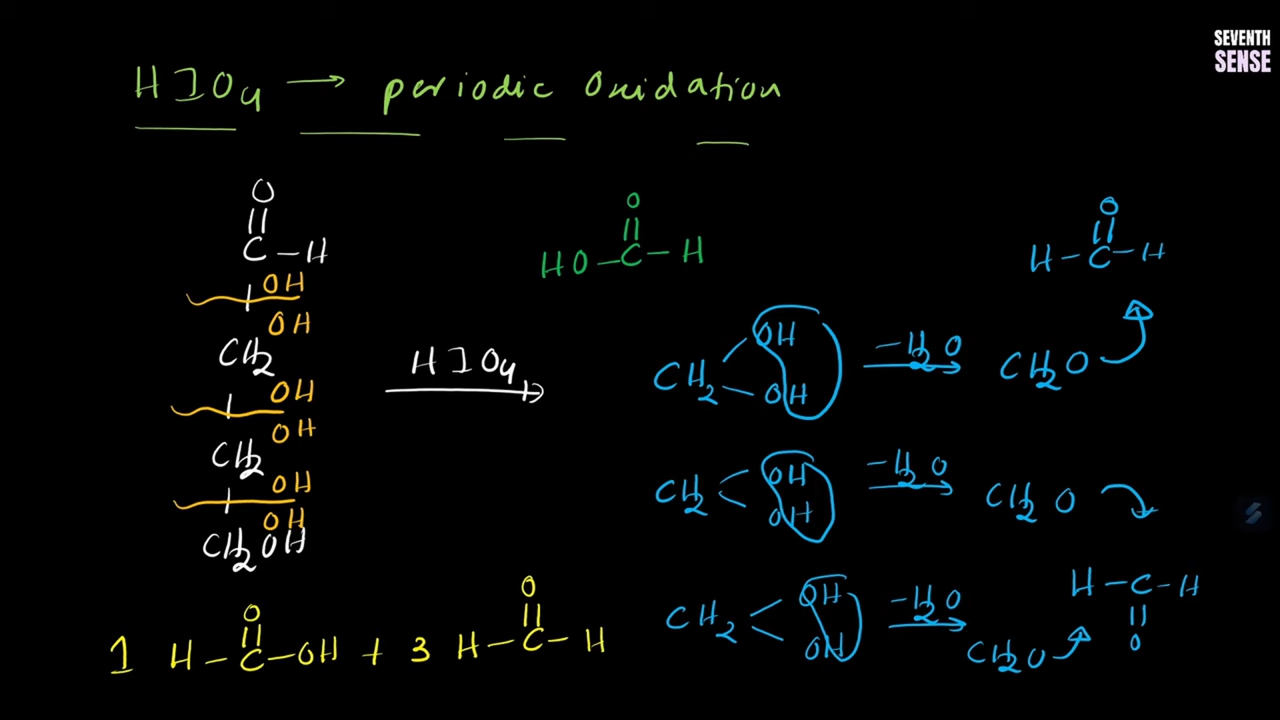 SEVENTH
SENSE
HIO4 → periodic Oxidation
O
||
C – H
OH
OH
CH2
OH
OH
CH2
OH
OH
CH2OH
HIO4
O
||
HO – C – H
CH2 OH OH –H2O CH2O
O
||
H – C – H
CH2 OH OH –H2O CH2O
CH2 OH OH –H2O CH2O
H – C – H
||
O
O
||
1 H – C – OH + 3 H – C – H
||
O